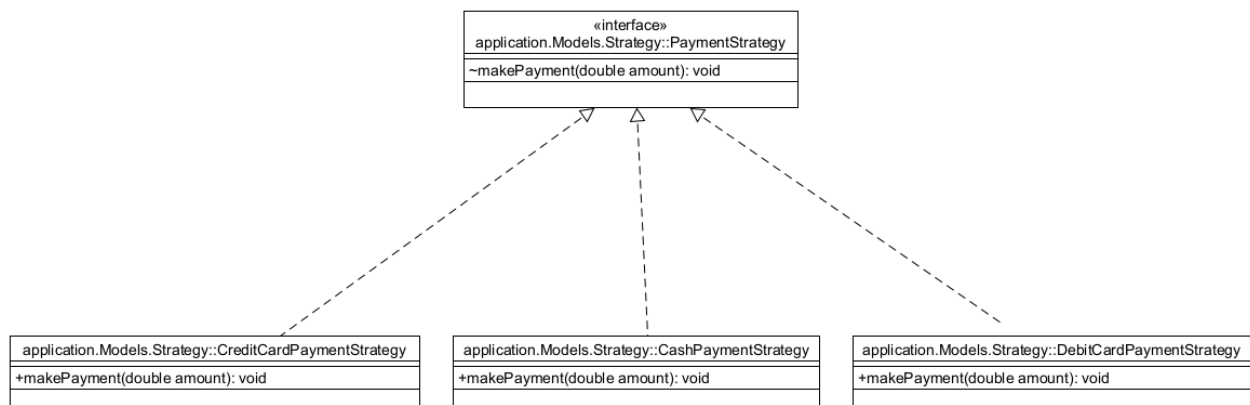 «interface»
application.Models.Strategy::PaymentStrategy
~makePayment(double amount): void
application.Models.Strategy::CreditCardPaymentStrategy
+makePayment(double amount): void
application.Models.Strategy::CashPaymentStrategy
+makePayment(double amount): void
application.Models.Strategy::DebitCardPaymentStrategy
+makePayment(double amount): void